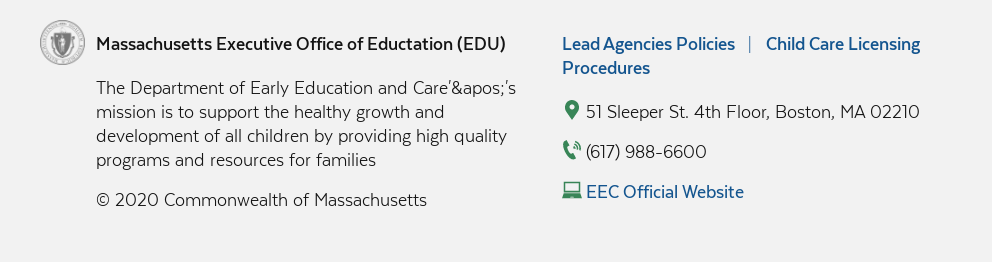 Massachusetts Executive Office of Eductation (EDU)
The Department of Early Education and Care'&apos;'s
mission is to support the healthy growth and
development of all children by providing high quality
programs and resources for families
© 2020 Commonwealth of Massachusetts
Lead Agencies Policies | Child Care Licensing
Procedures
51 Sleeper St. 4th Floor, Boston, MA 02210
(617) 988-6600
EEC Official Website